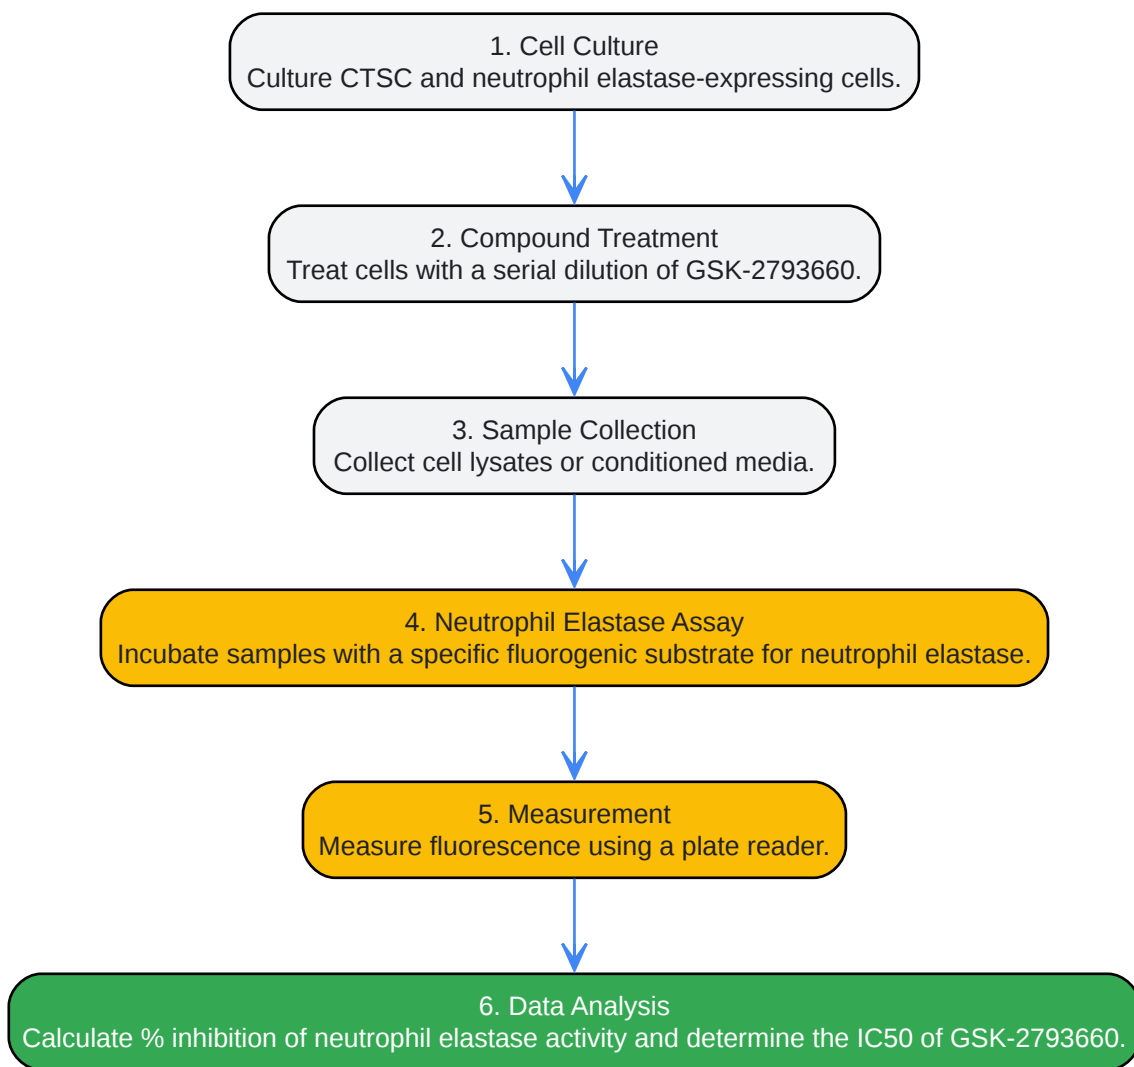 1. Cell Culture
Culture CTSC and neutrophil elastase-expressing cells.
2. Compound Treatment
Treat cells with a serial dilution of GSK-2793660.
3. Sample Collection
Collect cell lysates or conditioned media.
4. Neutrophil Elastase Assay
Incubate samples with a specific fluorogenic substrate for neutrophil elastase.
5. Measurement
Measure fluorescence using a plate reader.
6. Data Analysis
Calculate % inhibition of neutrophil elastase activity and determine the IC50 of GSK-2793660.